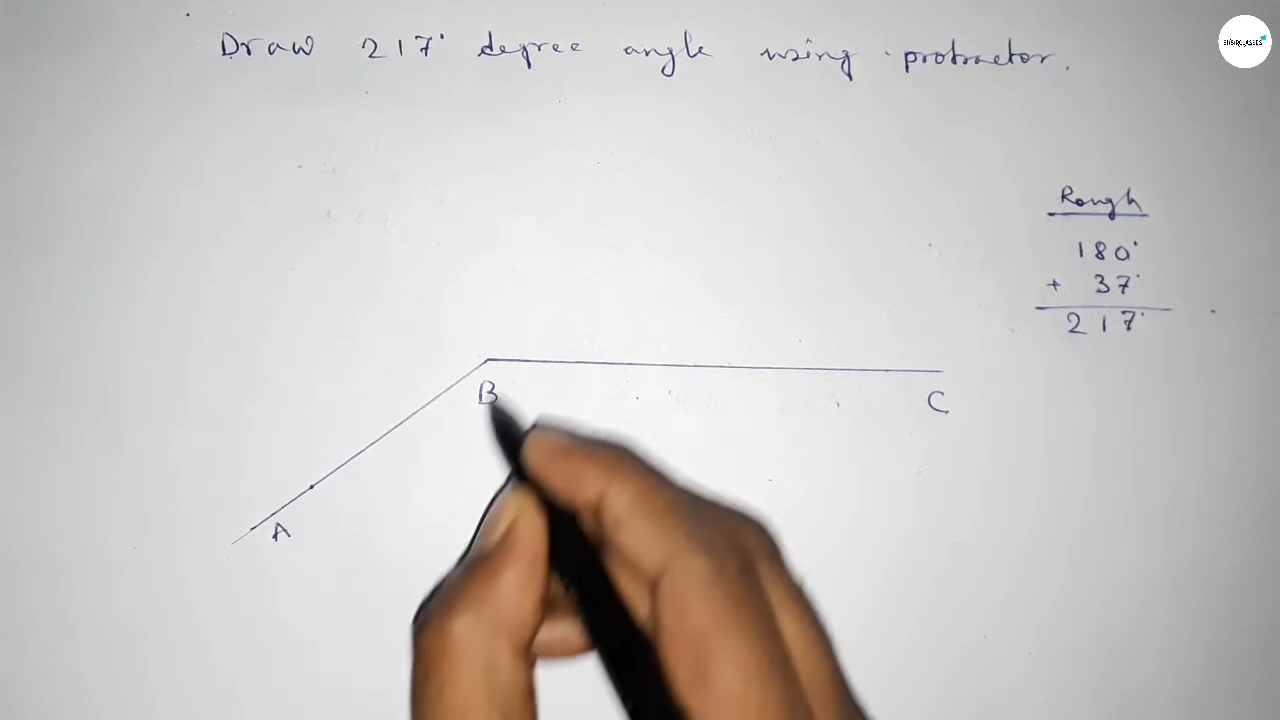 Draw 217° degree angle using protractor.
Rough
180°
+ 37°
217°
B
C
A